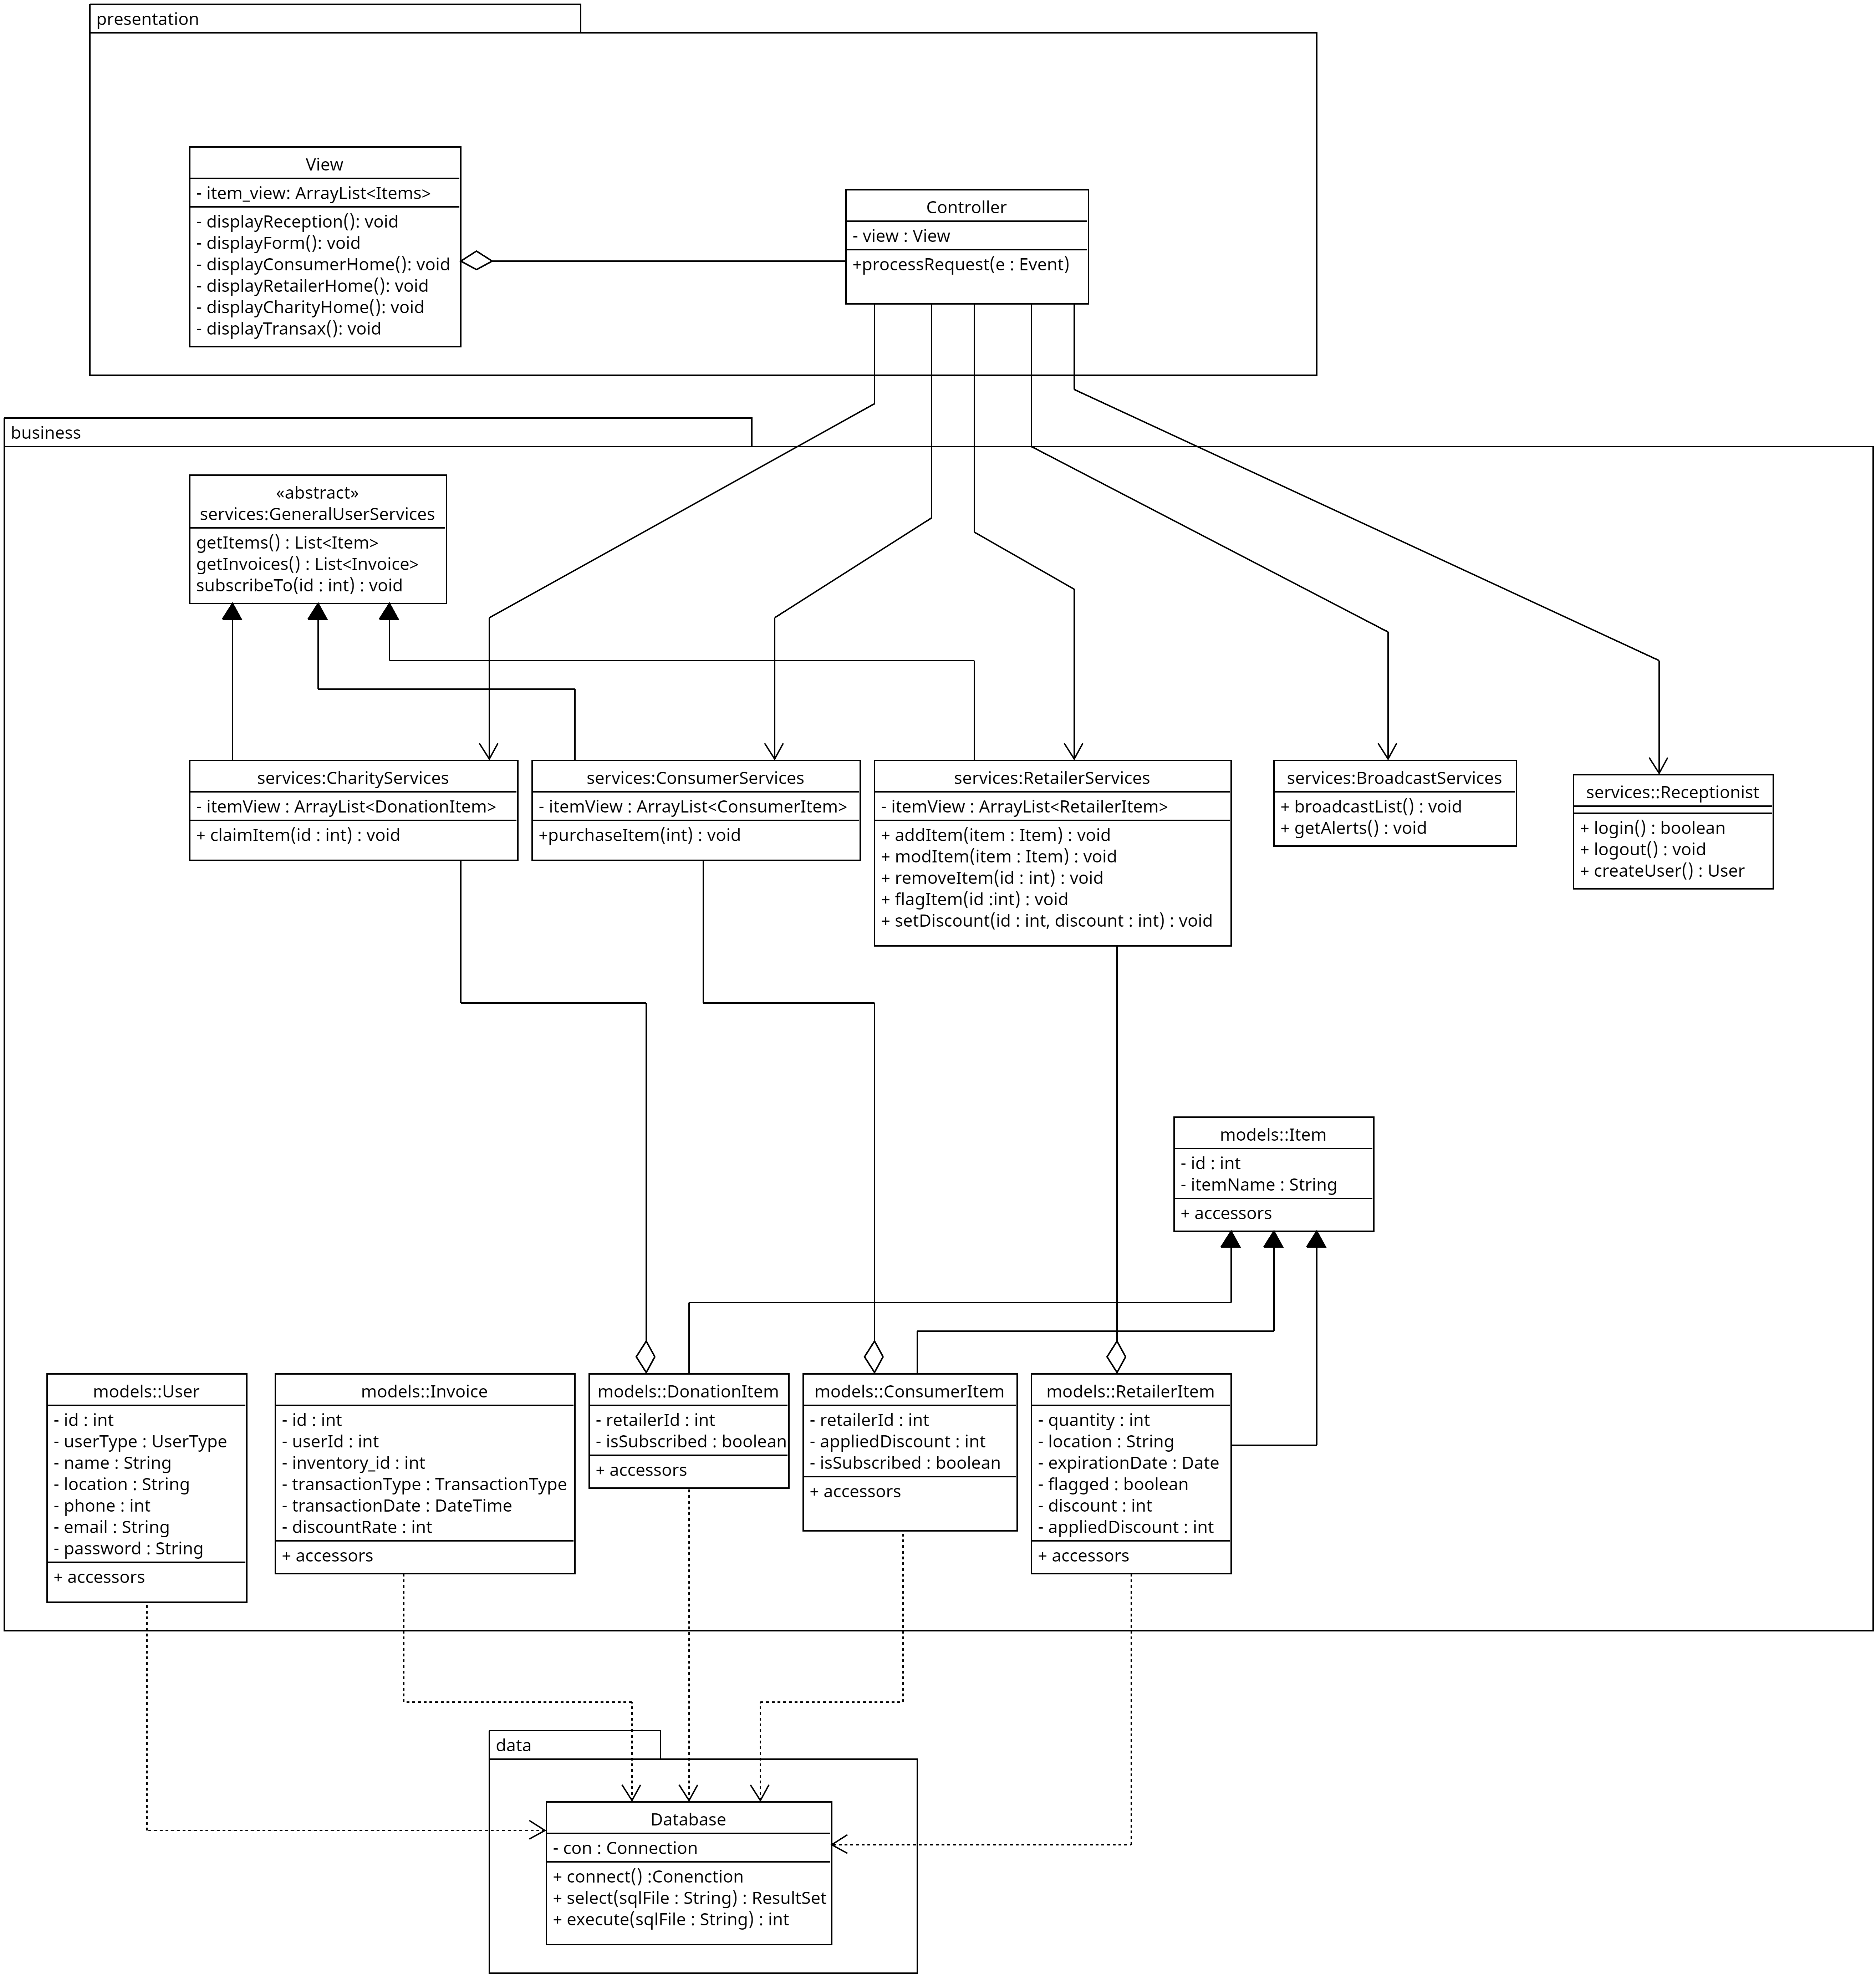 presentation
View
- item_view: ArrayList<Items>
- displayReception(): void
- displayForm(): void
- displayConsumerHome(): void
- displayRetailerHome(): void
- displayCharityHome(): void
- displayTransax(): void
Controller
- view : View
+processRequest(e : Event)
business
«abstract»
services:GeneralUserServices
getItems() : List<Item>
getInvoices() : List<Invoice>
subscribeTo(id : int) : void
services:CharityServices
- itemView : ArrayList<DonationItem>
+ claimItem(id : int) : void
services:ConsumerServices
- itemView : ArrayList<ConsumerItem>
+purchaseItem(int) : void
services:RetailerServices
- itemView : ArrayList<RetailerItem>
+ addItem(item : Item) : void
+ modItem(item : Item) : void
+ removeItem(id : int) : void
+ flagItem(id :int) : void
+ setDiscount(id : int, discount : int) : void
services:BroadcastServices
+ broadcastList() : void
+ getAlerts() : void
services::Receptionist
+ login() : boolean
+ logout() : void
+ createUser() : User
models::Item
- id : int
- itemName : String
+ accessors
models::User
- id : int
- userType : UserType
- name : String
- location : String
- phone : int
- email : String
- password : String
+ accessors
models::Invoice
- id : int
- userId : int
- inventory_id : int
- transactionType : TransactionType
- transactionDate : DateTime
- discountRate : int
+ accessors
models::DonationItem
- retailerId : int
- isSubscribed : boolean
+ accessors
models::ConsumerItem
- retailerId : int
- appliedDiscount : int
- isSubscribed : boolean
+ accessors
models::RetailerItem
- quantity : int
- location : String
- expirationDate : Date
- flagged : boolean
- discount : int
- appliedDiscount : int
+ accessors
data
Database
- con : Connection
+ connect() :Conenction
+ select(sqlFile : String) : ResultSet
+ execute(sqlFile : String) : int